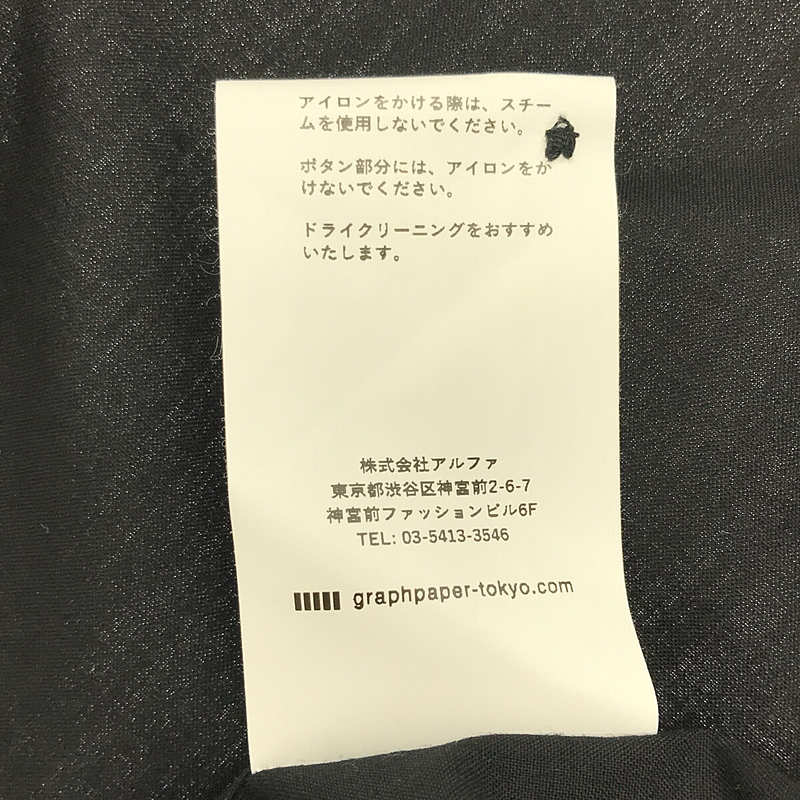 アイロンをかける際は、スチー
ムを使用しないでください。
ボタン部分には、アイロンをか
けないでください。
ドライクリーニングをおすすめ
いたします。
株式会社アルファ
東京都渋谷区神宮前2-6-7
神宮前ファッションビル6F
TEL: 03-5413-3546
graphpaper-tokyo.com